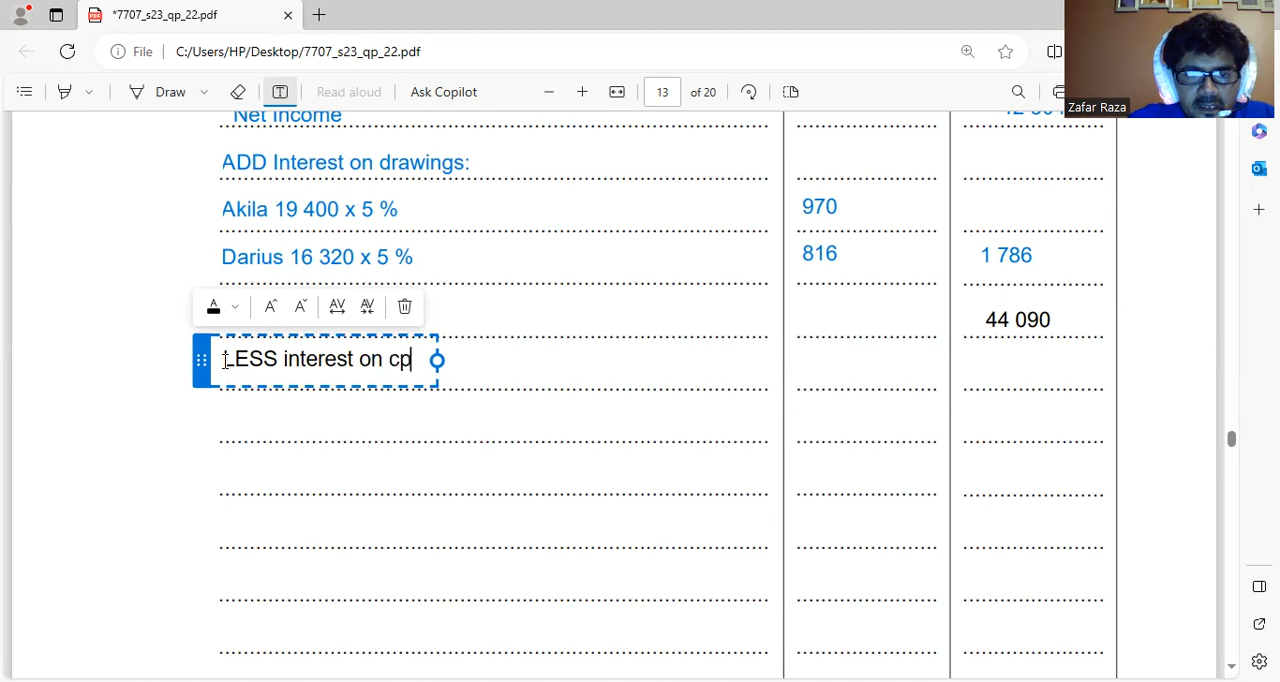 *7707_s23_qp_22.pdf
File C:/Users/HP/Desktop/7707_s23_qp_22.pdf
Draw Read aloud Ask Copilot 13 of 20
Zafar Raza
Net Income
ADD Interest on drawings:
Akila 19 400 x 5 % 970
Darius 16 320 x 5 % 816 1 786
44 090
LESS interest on cp